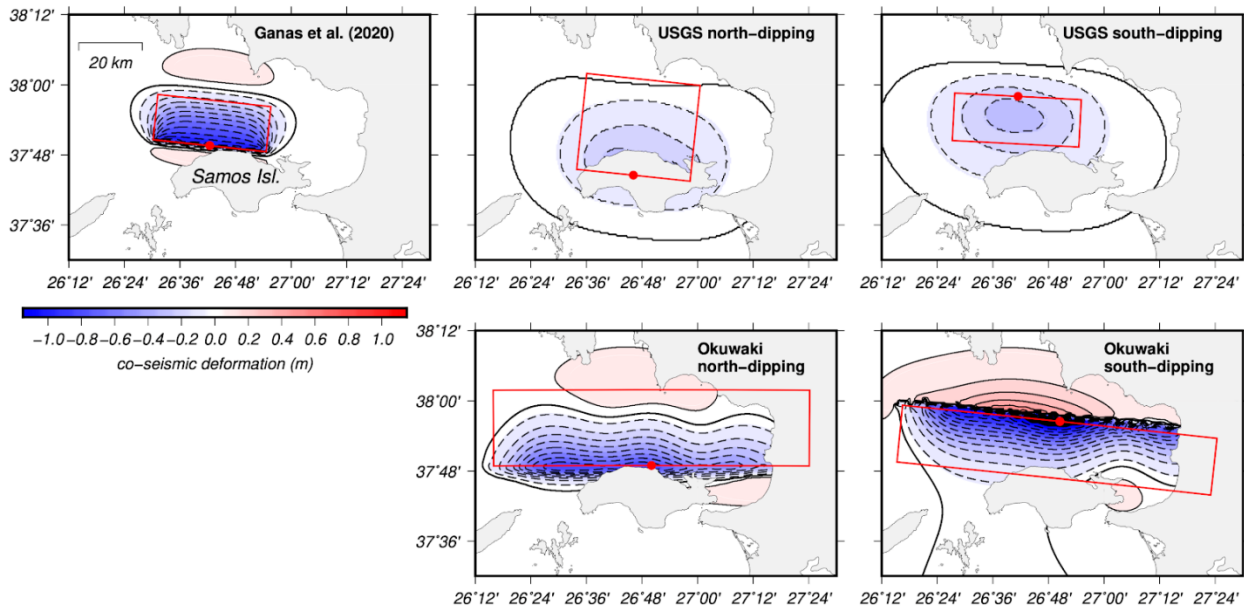 Ganas et al. (2020)
20 km
Samos Isl.
38°12'
38°00'
37°48'
37°36'
26°12' 26°24' 26°36' 26°48' 27°00' 27°12' 27°24'
USGS north-dipping
26°12' 26°24' 26°36' 26°48' 27°00' 27°12' 27°24'
USGS south-dipping
26°12' 26°24' 26°36' 26°48' 27°00' 27°12' 27°24'
-1.0 -0.8 -0.6 -0.4 -0.2 0.0 0.2 0.4 0.6 0.8 1.0
co-seismic deformation (m)
Okuwaki
north-dipping
38°12'
38°00'
37°48'
37°36'
26°12' 26°24' 26°36' 26°48' 27°00' 27°12' 27°24'
Okuwaki
south-dipping
26°12' 26°24' 26°36' 26°48' 27°00' 27°12' 27°24'